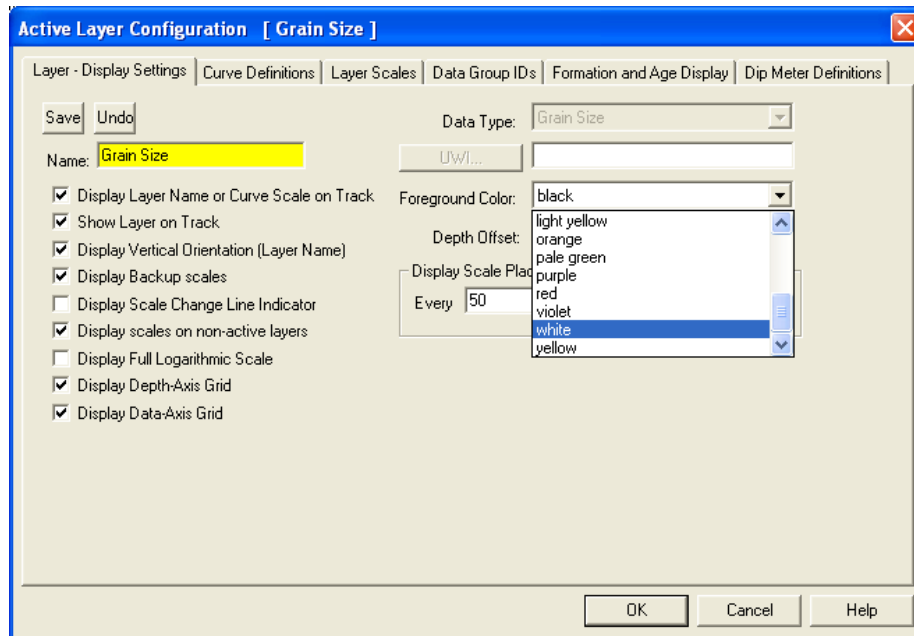 Active Layer Configuration [ Grain Size ]
Layer - Display Settings Curve Definitions Layer Scales Data Group IDs Formation and Age Display Dip Meter Definitions
Save Undo
Name: Grain Size
Display Layer Name or Curve Scale on Track
Show Layer on Track
Display Vertical Orientation (Layer Name)
Display Backup scales
Display Scale Change Line Indicator
Display scales on non-active layers
Display Full Logarithmic Scale
Display Depth-Axis Grid
Display Data-Axis Grid
Data Type: Grain Size
UWI...
Foreground Color: black
light yellow
orange
pale green
purple
red
violet
white
yellow
Depth Offset:
Display Scale
Every 50
OK Cancel Help